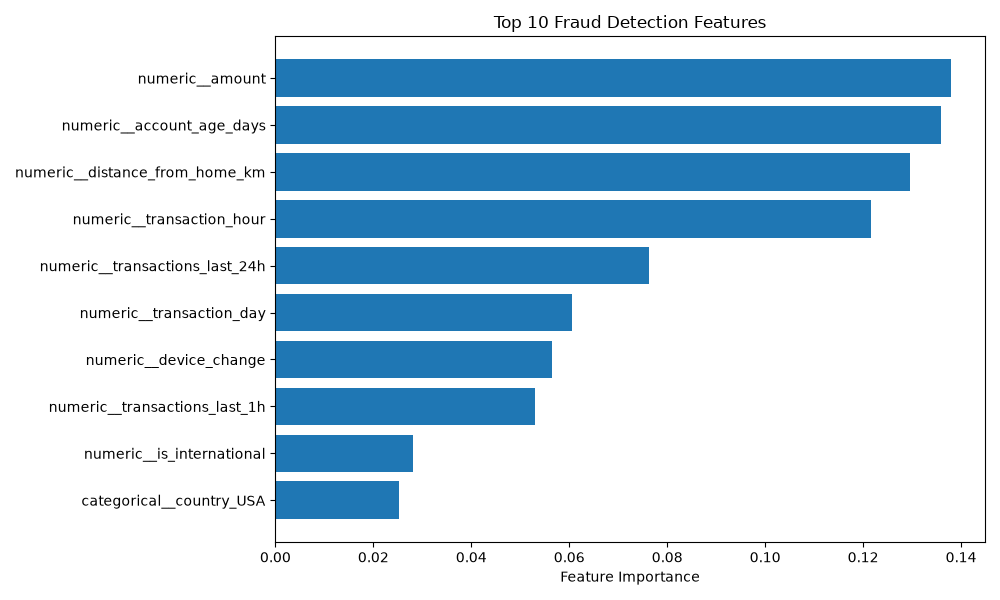 Top 10 Fraud Detection Features
numeric__amount
numeric__account_age_days
numeric__distance_from_home_km
numeric__transaction_hour
numeric__transactions_last_24h
numeric__transaction_day
numeric__device_change
numeric__transactions_last_1h
numeric__is_international
categorical__country_USA
0.00 0.02 0.04 0.06 0.08 0.10 0.12 0.14
Feature Importance